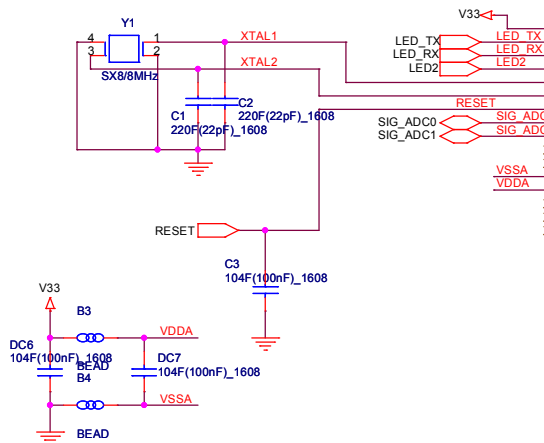 Y1
4
3
1
2
SX8/8MHz
XTAL1
XTAL2
C1
220F(22pF)_1608
C2
220F(22pF)_1608
V33
LED_TX
LED_TX
LED_RX
LED_RX
LED2
LED2
RESET
SIG_ADC0
SIG_ADC
SIG_ADC1
SIG_ADC
VSSA
VDDA
RESET
C3
104F(100nF)_1608
V33
B3
VDDA
DC6
104F(100nF)_1608
BEAD
B4
DC7
104F(100nF)_1608
VSSA
BEAD